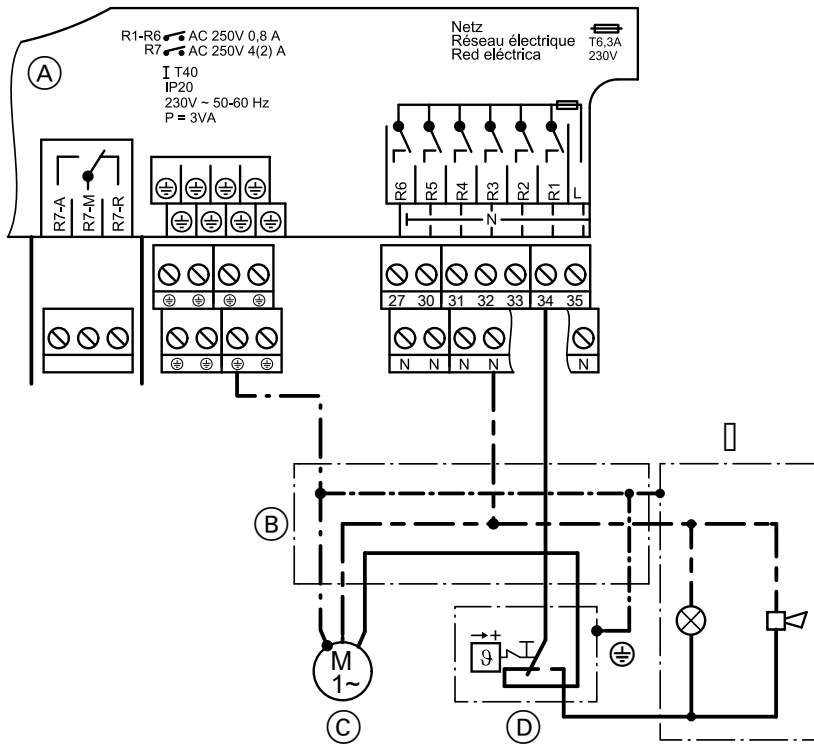 R1-R6 AC 250V 0,8 A
R7 AC 250V 4(2) A
T40
IP20
230V ~ 50-60 Hz
P = 3VA
Netz
Réseau électrique
Red eléctrica
T6,3A
230V
A
R7-A R7-M R7-R
R6 R5 R4 R3 R2 R1 L
N
27 30 31 32 33 34 35
N N N N N
B
M
1~
→+
ϑ
C
D